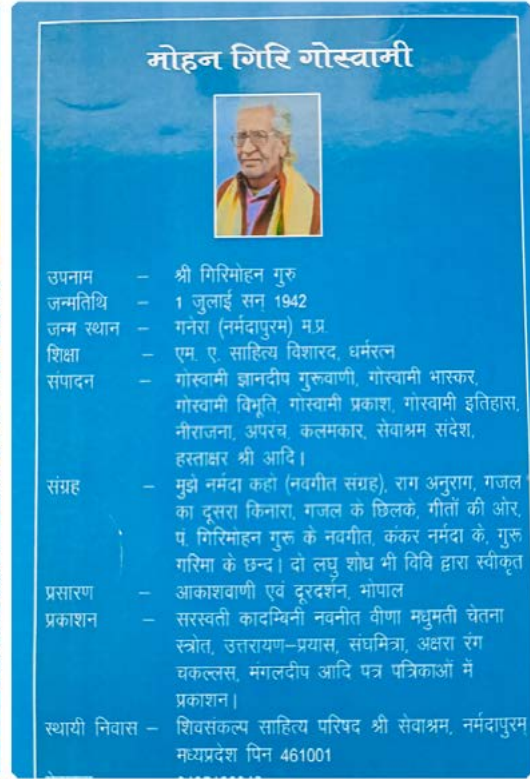 मोहन गिरि गोस्वामी
उपनाम – श्री गिरिमोहन गुरु
जन्मतिथि – 1 जुलाई सन् 1942
जन्म स्थान – गनेरा (नर्मदापुरम) म.प्र.
शिक्षा – एम. ए. साहित्य विशारद, धर्मरत्न
संपादन – गोस्वामी ज्ञानदीप गुरूवाणी, गोस्वामी भास्कर,
गोस्वामी विभूति, गोस्वामी प्रकाश, गोस्वामी इतिहास,
नीराजना, अपरंच, कलमकार, सेवाश्रम संदेश,
हस्ताक्षर श्री आदि।
संग्रह – मुझे नर्मदा कहो (नवगीत संग्रह), राग अनुराग, गजल
का दूसरा किनारा, गजल के छिलके, गीतों की ओर,
पं. गिरिमोहन गुरू के नवगीत, कंकर नर्मदा के, गुरू
गरिमा के छन्द। दो लघु शोध भी विवि द्वारा स्वीकृत
प्रसारण – आकाशवाणी एवं दूरदर्शन, भोपाल
प्रकाशन – सरस्वती कादम्बिनी नवनीत वीणा मधुमती चेतना
स्त्रोत, उत्तरायण–प्रयास, संघमित्रा, अक्षरा रंग
चकल्लस, मंगलदीप आदि पत्र पत्रिकाओं में
प्रकाशन।
स्थायी निवास – शिवसंकल्प साहित्य परिषद श्री सेवाश्रम, नर्मदापुरम्
मध्यप्रदेश पिन 461001